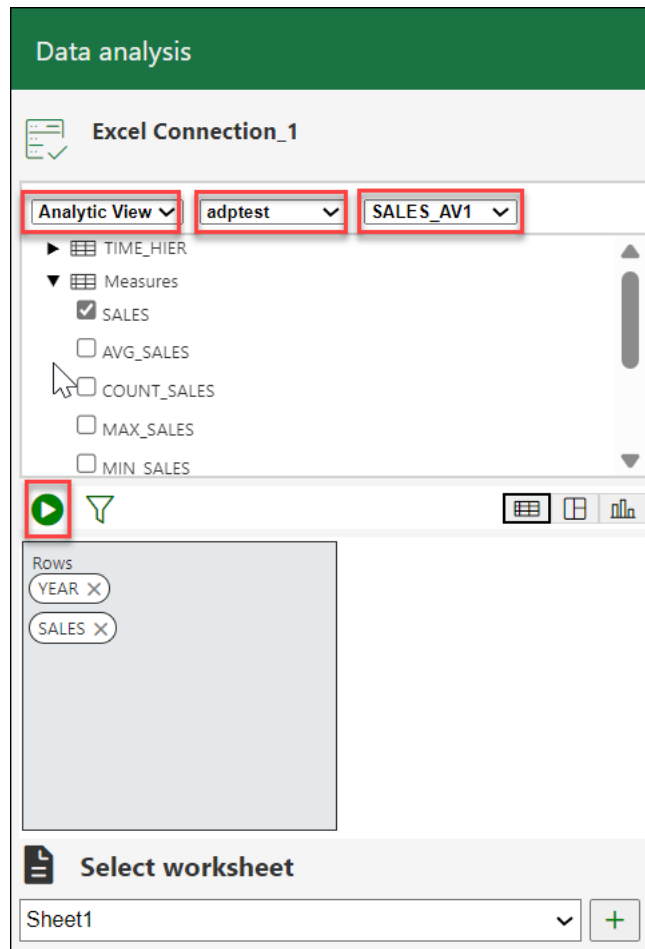 Data analysis
Excel Connection_1
Analytic View adptest SALES_AV1
TIME_HIER
Measures
SALES
AVG_SALES
COUNT_SALES
MAX_SALES
MIN_SALES
Rows
YEAR
SALES
Select worksheet
Sheet1